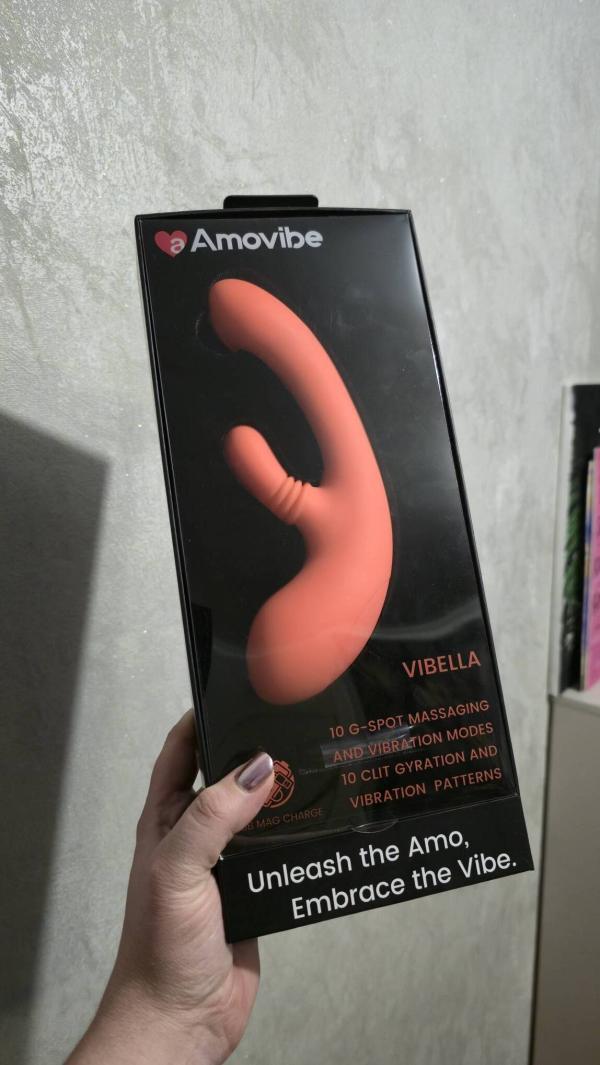 a Amovibe
VIBELLA
10 G-SPOT MASSAGING
AND VIBRATION MODES
10 CLIT GYRATION AND
VIBRATION PATTERNS
MAG CHARGE
Unleash the Amo,
Embrace the Vibe.